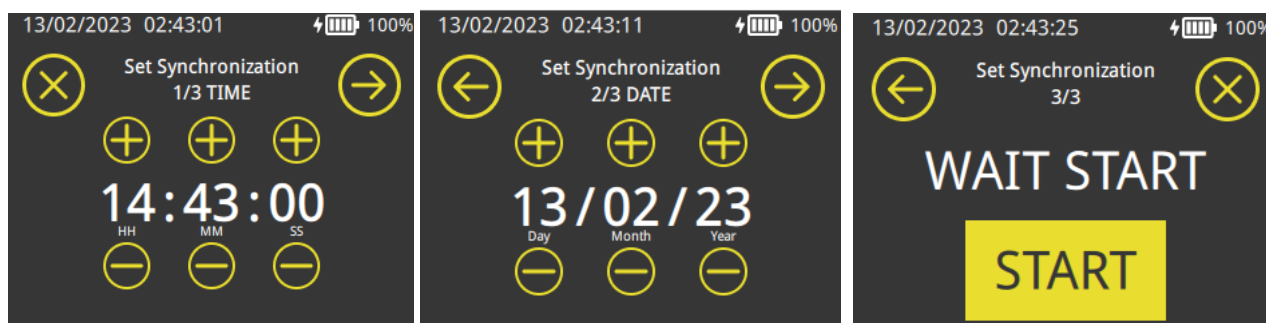 13/02/2023 02:43:01 100%
Set Synchronization
1/3 TIME
14:43:00
HH MM SS
13/02/2023 02:43:11 100%
Set Synchronization
2/3 DATE
13/02/23
Day Month Year
13/02/2023 02:43:25 100%
Set Synchronization
3/3
WAIT START
START